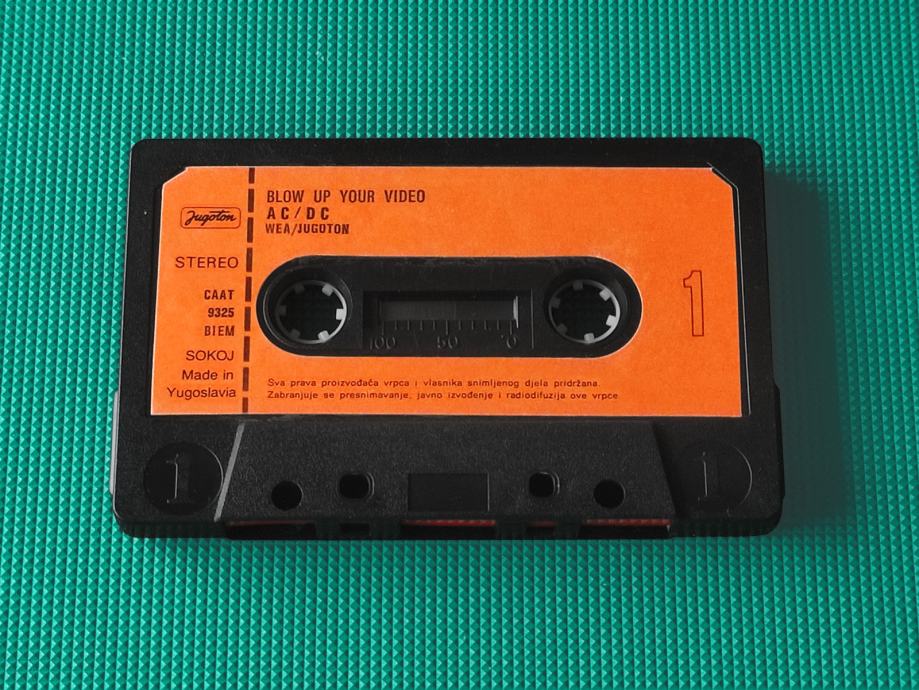 Jugoton
STEREO
CAAT
9325
BIEM
SOKOJ
Made in
Yugoslavia
BLOW UP YOUR VIDEO
AC/DC
WEA/JUGOTON
1
100 50 0
Sva prava proizvođača vrpca i vlasnika snimljenog djela pridržana.
Zabranjuje se presnimavanje, javno izvođenje i radiodifuzija ove vrpce
1 1